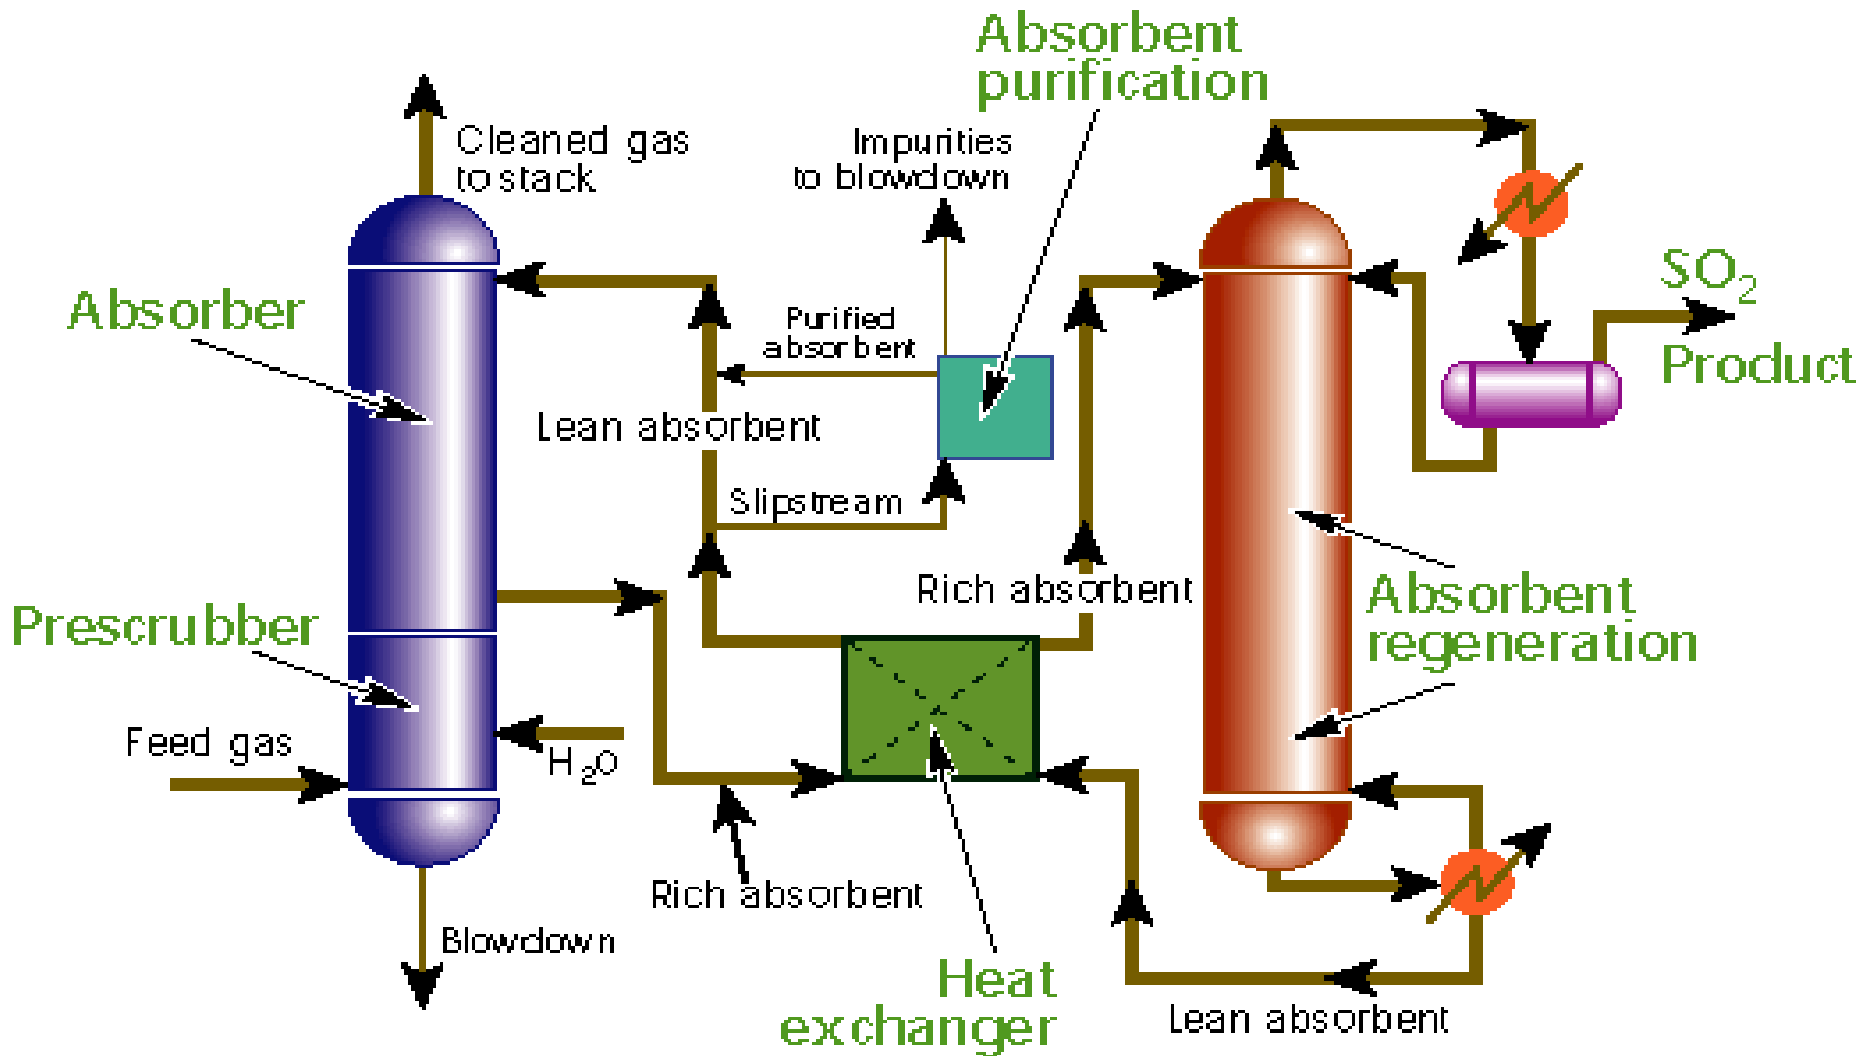 Absorbent
purification
Cleaned gas
to stack
Impurities
to blowdown
SO₂
Product
Absorber
Purified
absorbent
Lean absorbent
Slipstream
Rich absorbent
Absorbent
regeneration
Prescrubber
Feed gas
H₂O
Rich absorbent
Blowdown
Heat
exchanger
Lean absorbent